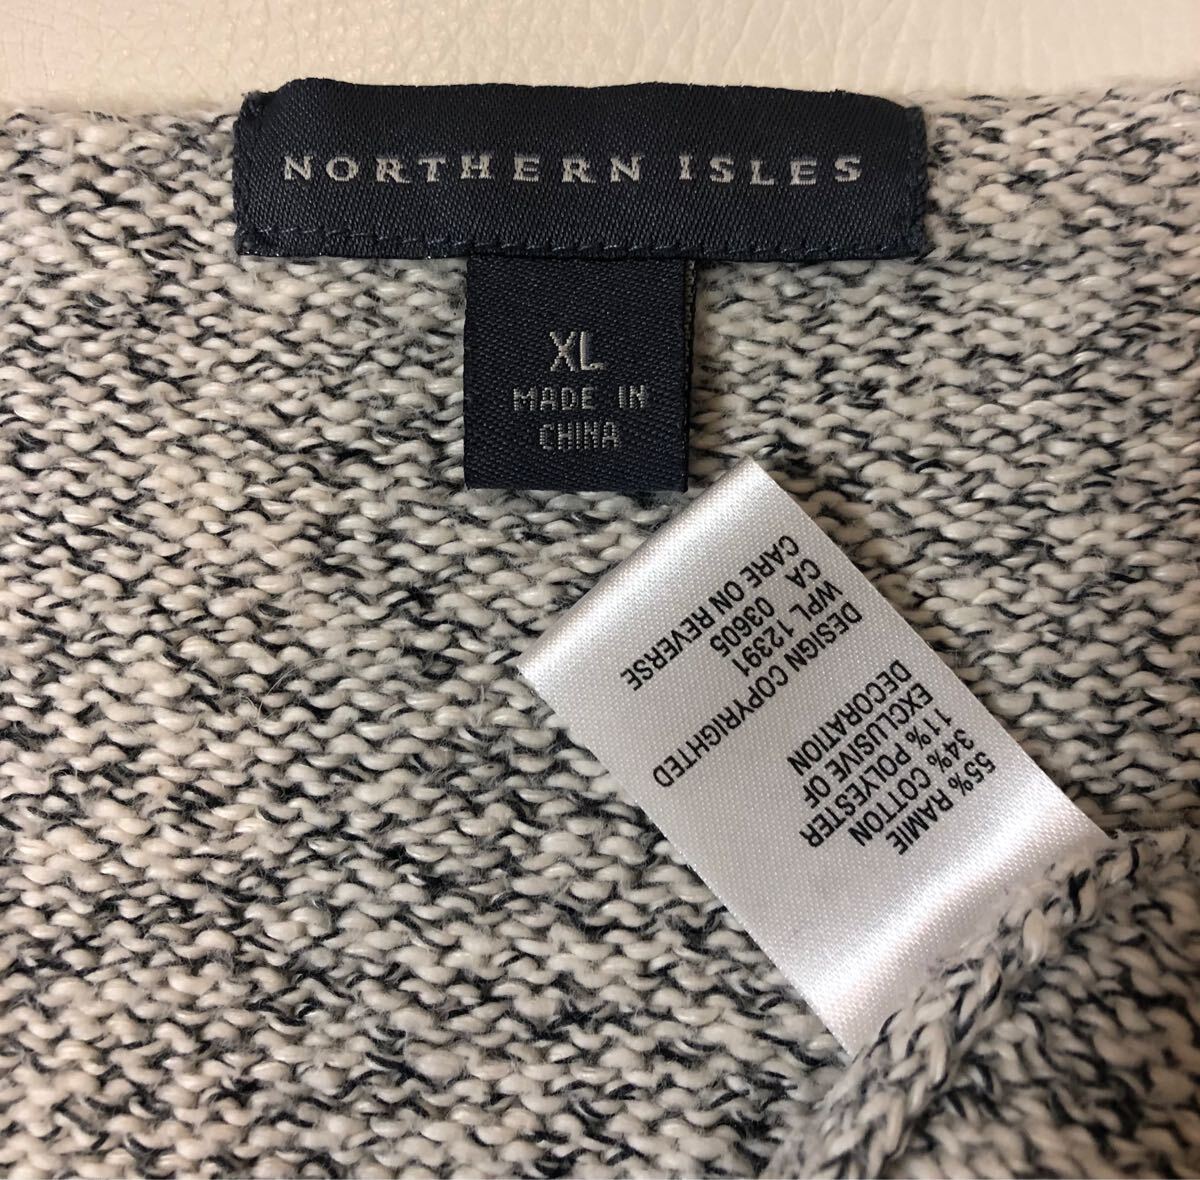 NORTHERN ISLES
XL
MADE IN
CHINA
55% RAMIE
34% COTTON
11% POLYESTER
EXCLUSIVE OF
DECORATION
DESIGN COPYRIGHTED
WPL 12391
CA 03605
CARE ON REVERSE